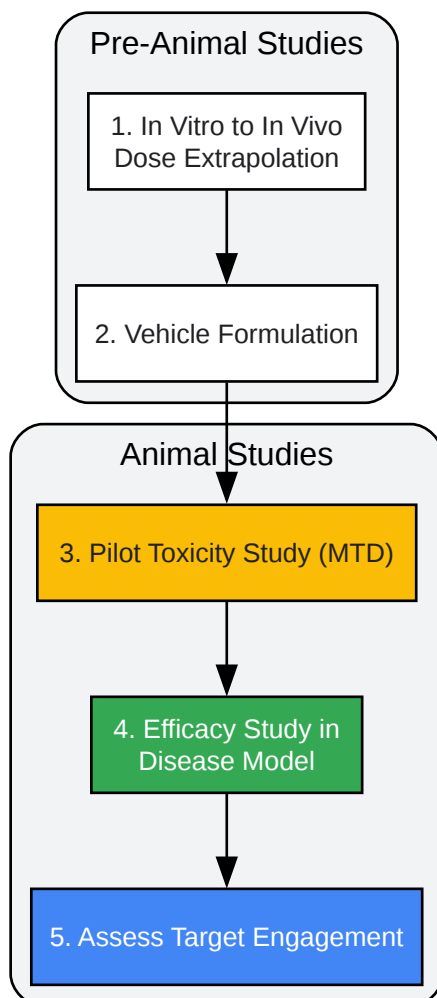 Pre-Animal Studies
1. In Vitro to In Vivo
Dose Extrapolation
2. Vehicle Formulation
Animal Studies
3. Pilot Toxicity Study (MTD)
4. Efficacy Study in
Disease Model
5. Assess Target Engagement